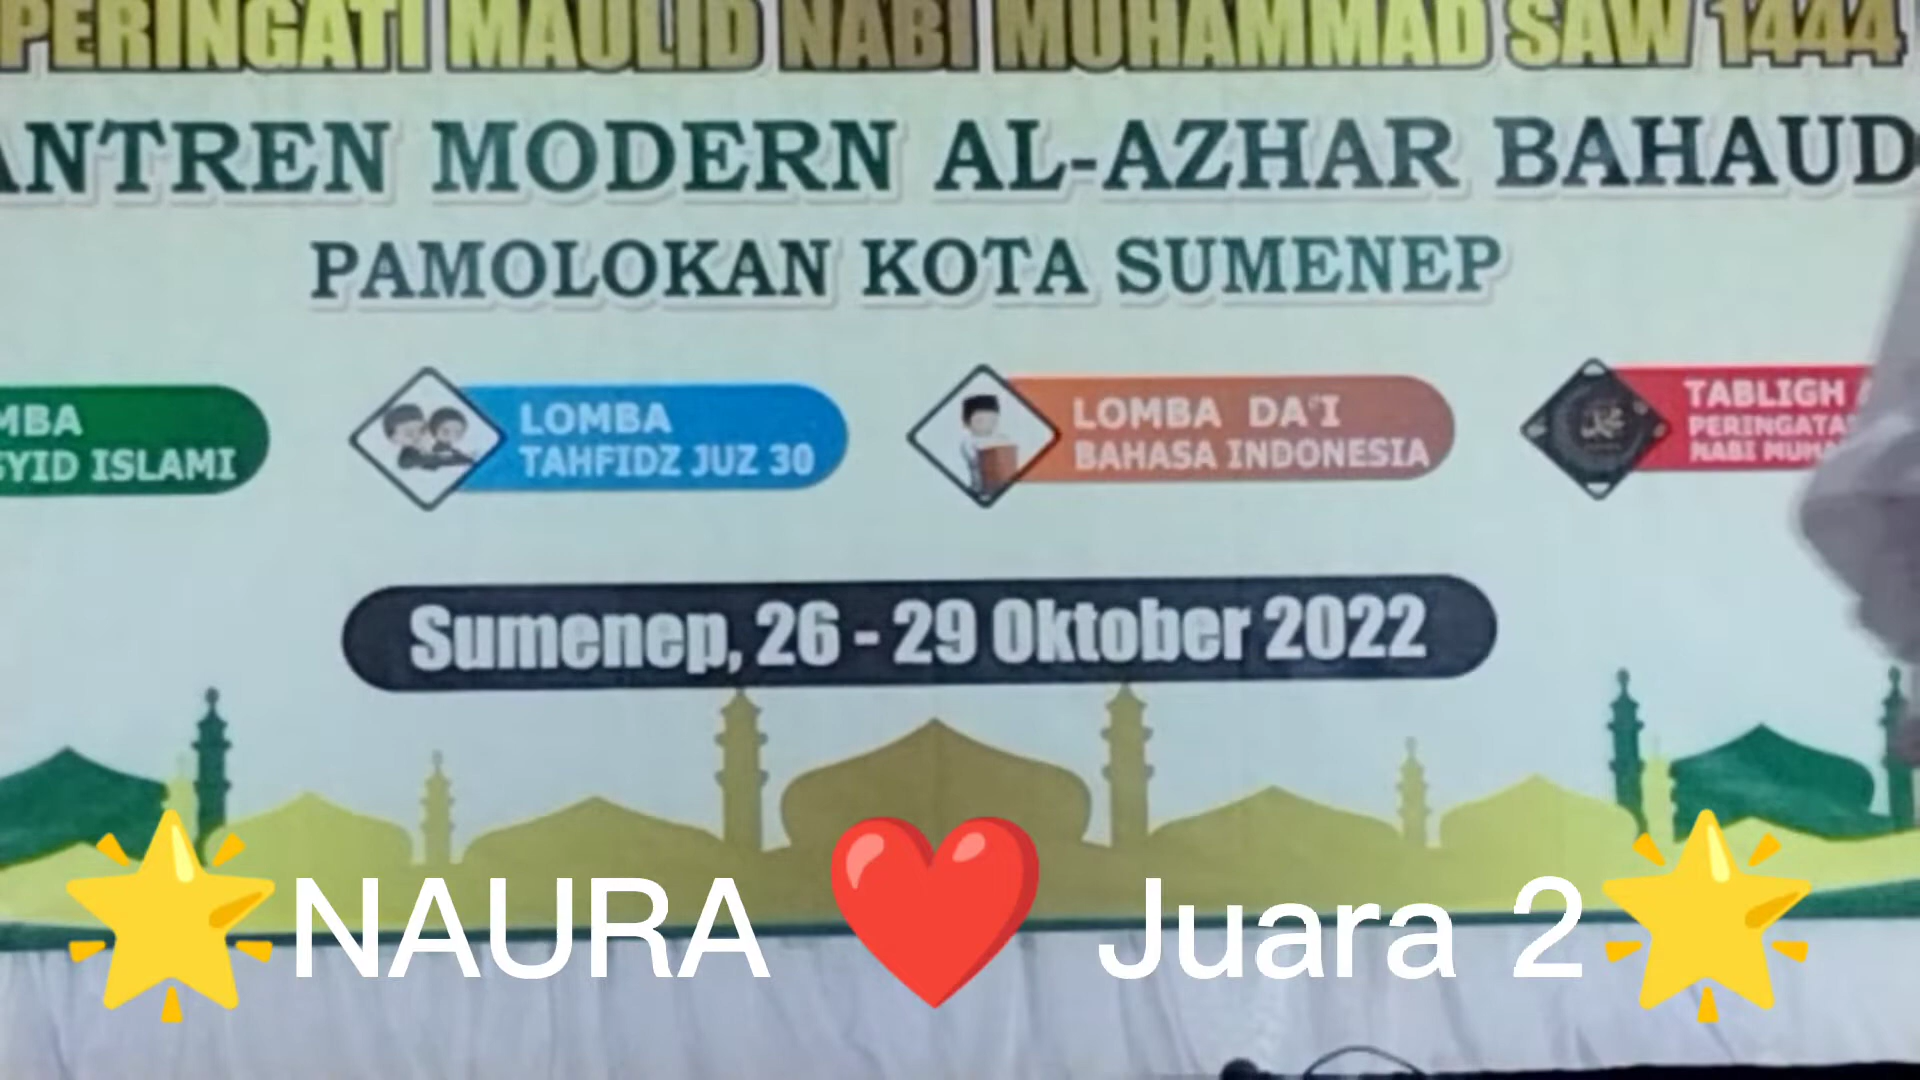 PERINGATI MAULID NABI MUHAMMAD SAW 1444
ANTREN MODERN AL-AZHAR BAHAUD
PAMOLOKAN KOTA SUMENEP
MBA
SYID ISLAMI
LOMBA
TAHFIDZ JUZ 30
LOMBA DA'I
BAHASA INDONESIA
TABLIGH
PERINGATA
NABI MUHA
Sumenep, 26 - 29 Oktober 2022
🌟NAURA ❤️ Juara 2🌟